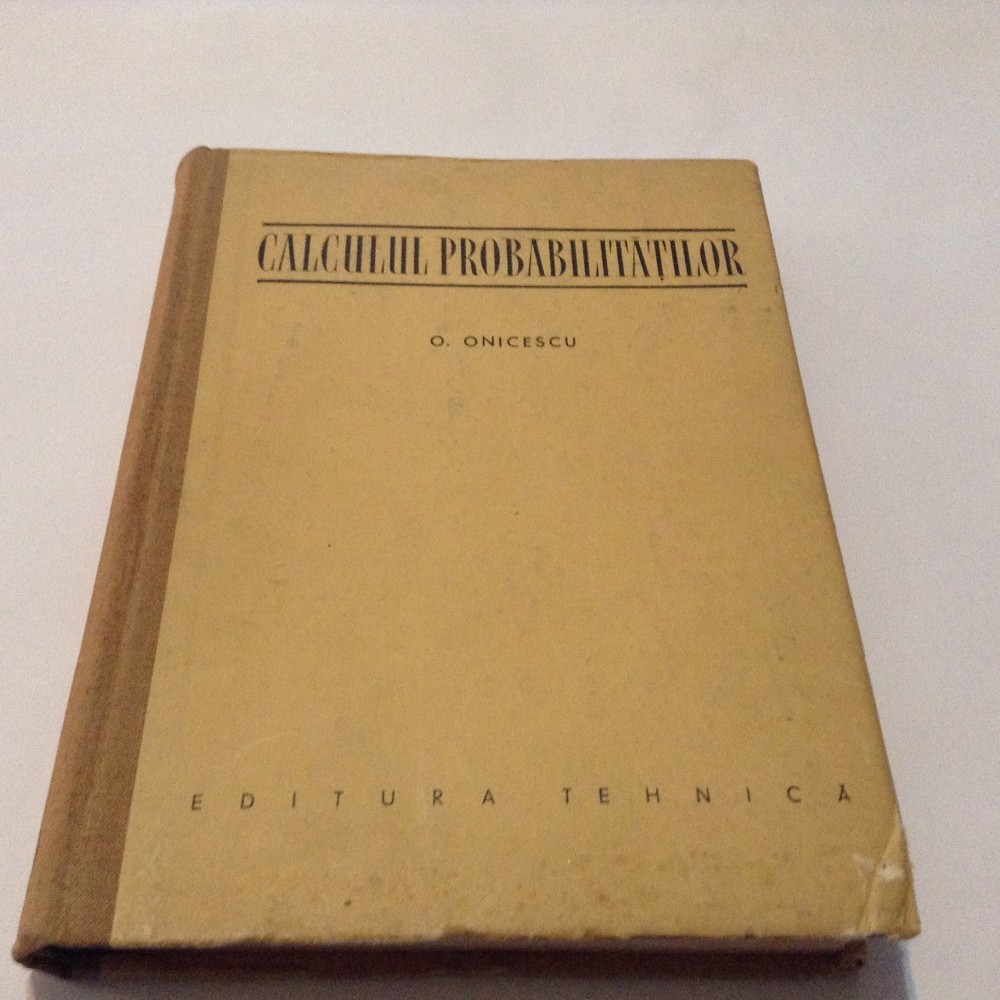 CALCULUL PROBABILITĂȚILOR
O. ONICESCU
EDITURA TEHNICĂ